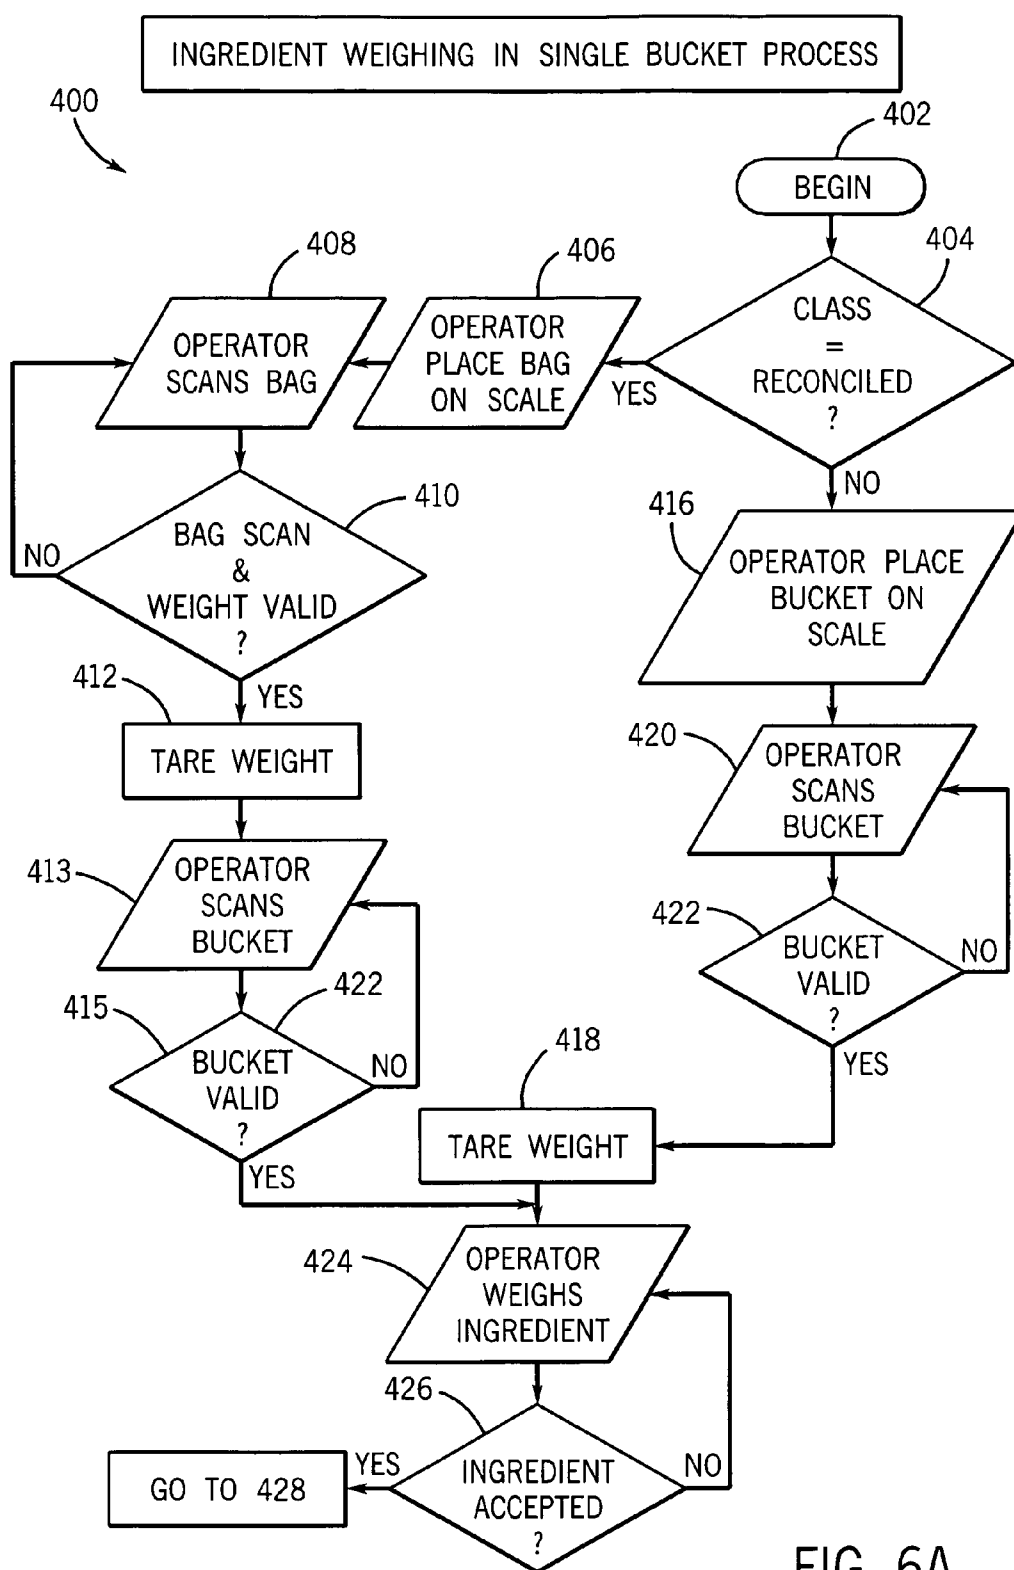 INGREDIENT WEIGHING IN SINGLE BUCKET PROCESS
400
402
BEGIN
404
CLASS
=
RECONCILED
?
YES
NO
406
OPERATOR
PLACE BAG
ON SCALE
408
OPERATOR
SCANS BAG
410
BAG SCAN
&
WEIGHT VALID
?
NO
YES
412
TARE WEIGHT
413
OPERATOR
SCANS
BUCKET
415
422
BUCKET
VALID
?
NO
YES
416
OPERATOR PLACE
BUCKET ON
SCALE
420
OPERATOR
SCANS
BUCKET
422
BUCKET
VALID
?
NO
YES
418
TARE WEIGHT
424
OPERATOR
WEIGHS
INGREDIENT
426
INGREDIENT
ACCEPTED
?
NO
YES
GO TO 428
FIG. 6A